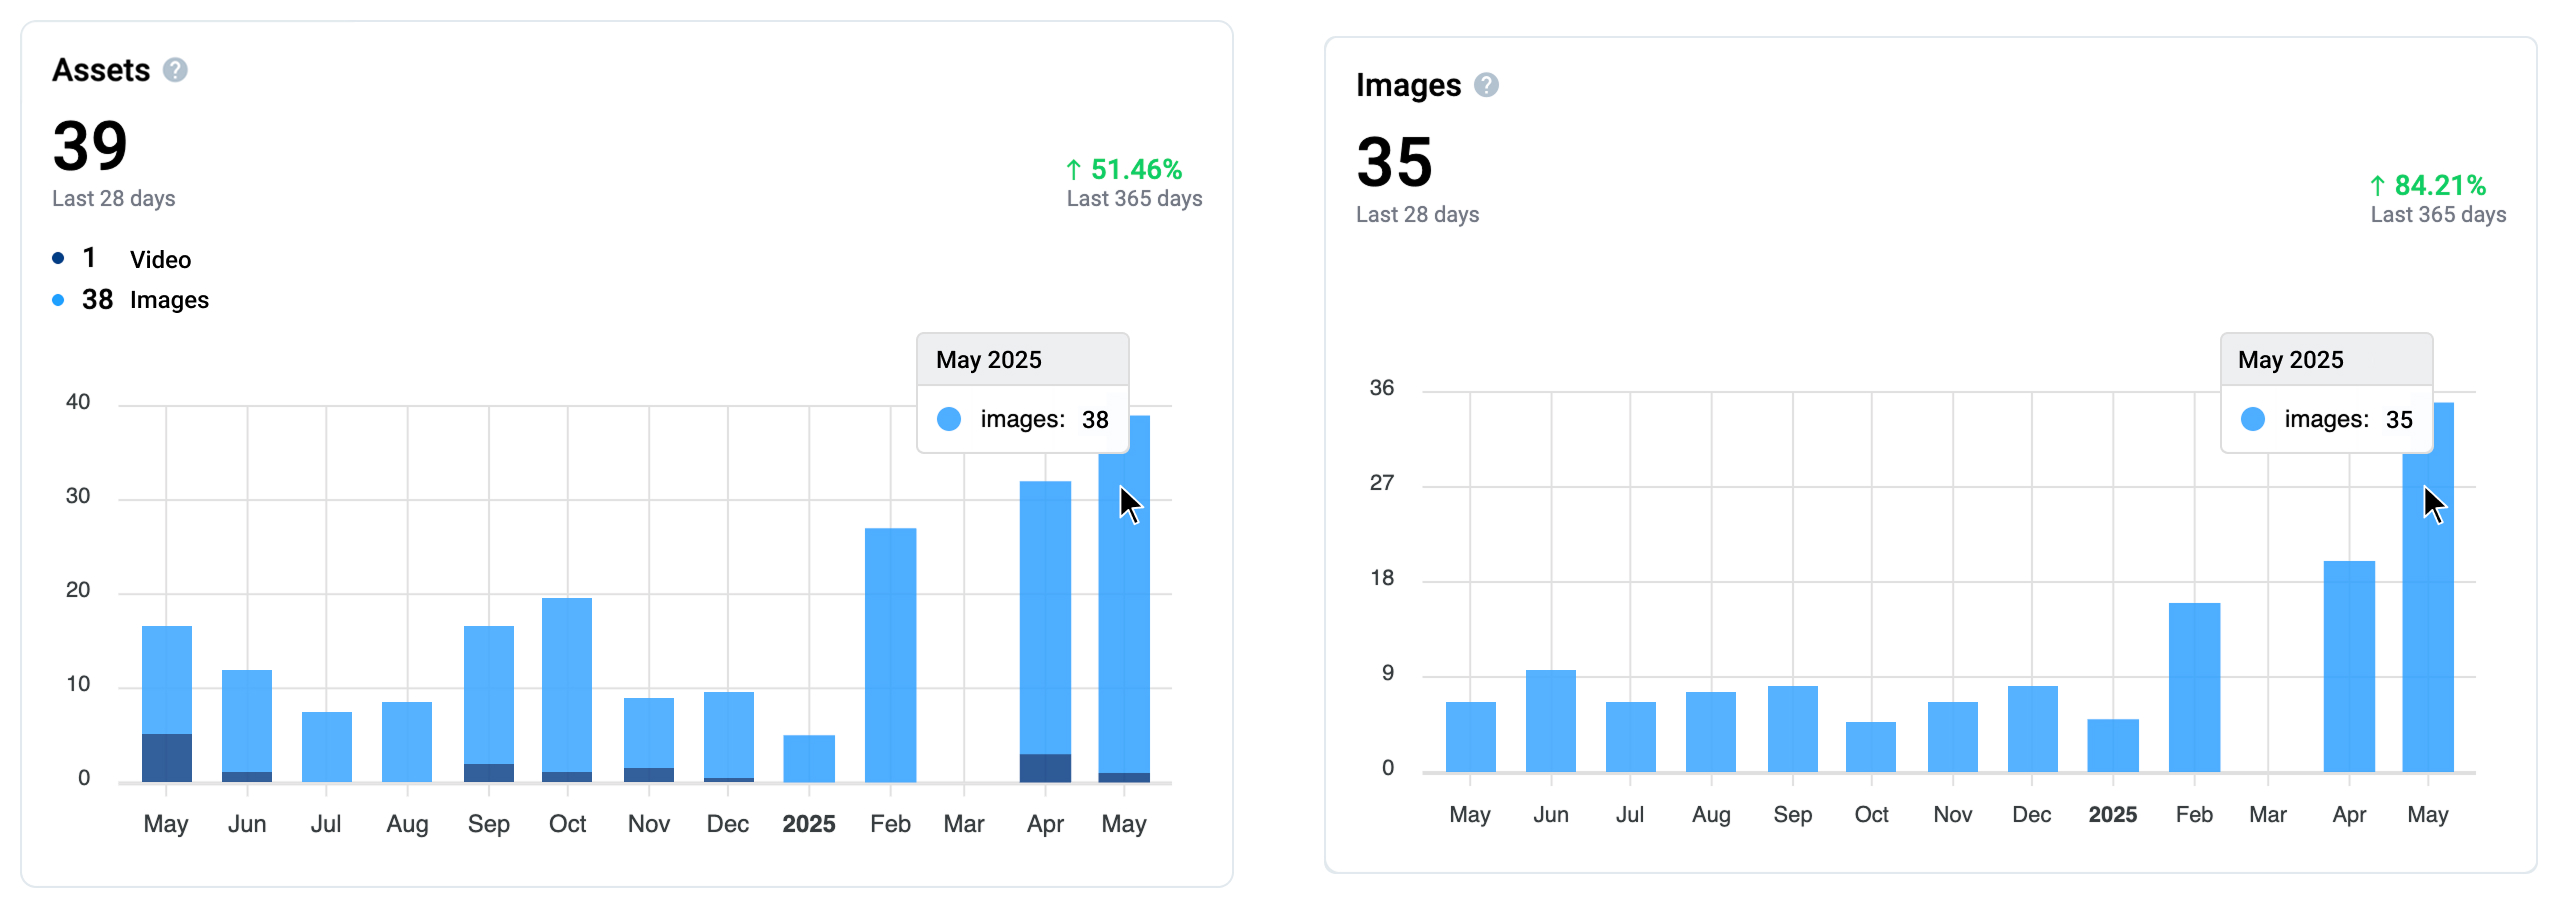 Assets ?
39
Last 28 days
↑ 51.46%
Last 365 days
1 Video
38 Images
May 2025
images: 38
40
30
20
10
0
May Jun Jul Aug Sep Oct Nov Dec 2025 Feb Mar Apr May
Images ?
35
Last 28 days
↑ 84.21%
Last 365 days
May 2025
images: 35
36
27
18
9
0
May Jun Jul Aug Sep Oct Nov Dec 2025 Feb Mar Apr May